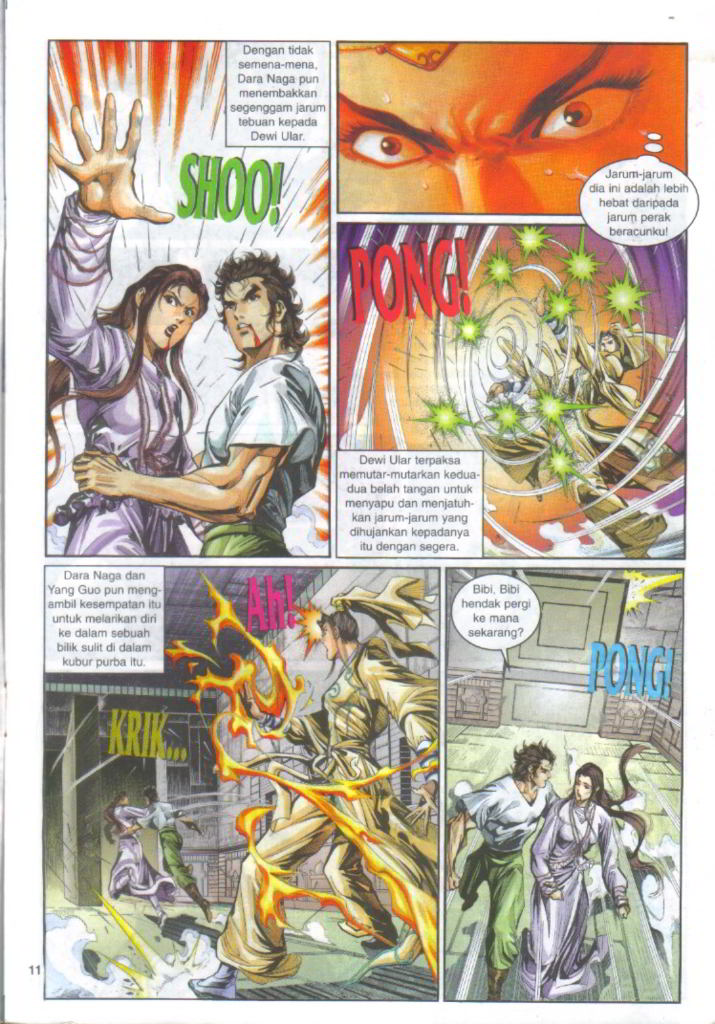 Dengan tidak
semena-mena,
Dara Naga pun
menembakkan
segenggam jarum
tebuan kepada
Dewi Ular.
SHOO!
Jarum-jarum
dia ini adalah lebih
hebat daripada
jarum perak
beracunku!
PONG!
Dewi Ular terpaksa
memutar-mutarkan kedua-
dua belah tangan untuk
menyapu dan menjatuh-
kan jarum-jarum yang
dihujankan kepadanya
itu dengan segera.
Dara Naga dan
Yang Guo pun meng-
ambil kesempatan itu
untuk melarikan diri
ke dalam sebuah
bilik sulit di dalam
kubur purba itu.
Ah!
KRIK...
Bibi, Bibi
hendak pergi
ke mana
sekarang?
PONG!
11